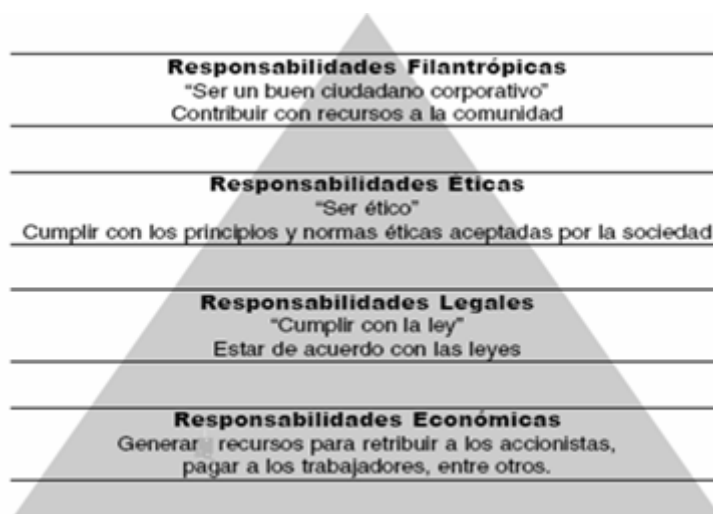 Responsabilidades Filantrópicas
“Ser un buen ciudadano corporativo”
Contribuir con recursos a la comunidad
Responsabilidades Éticas
“Ser ético”
Cumplir con los principios y normas éticas aceptadas por la sociedad
Responsabilidades Legales
“Cumplir con la ley”
Estar de acuerdo con las leyes
Responsabilidades Económicas
Generar recursos para retribuir a los accionistas,
pagar a los trabajadores, entre otros.